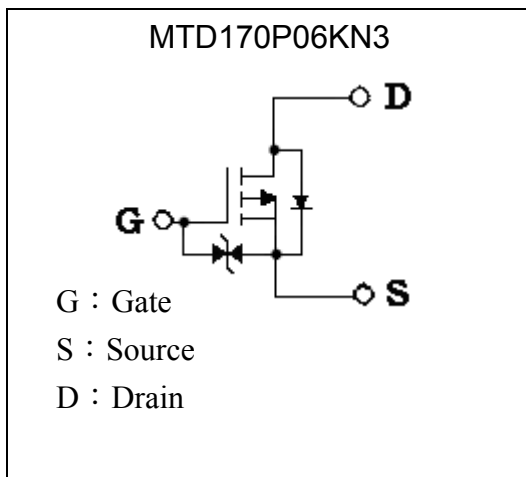 MTD170P06KN3
D
G
S
G：Gate
S：Source
D：Drain